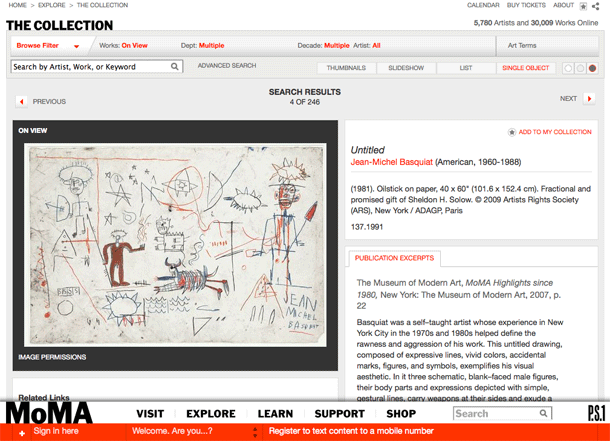 HOME > EXPLORE > THE COLLECTION
CALENDAR BUY TICKETS ABOUT
THE COLLECTION
5,780 Artists and 30,009 Works Online
Browse Filter Works: On View Dept: Multiple Decade: Multiple Artist: All Art Terms
Search by Artist, Work, or Keyword ADVANCED SEARCH THUMBNAILS SLIDESHOW LIST SINGLE OBJECT
SEARCH RESULTS
4 OF 246
PREVIOUS
NEXT
ON VIEW
JEAN
MICHEL
IMAGE PERMISSIONS
Related Links
ADD TO MY COLLECTION
Untitled
Jean-Michel Basquiat (American, 1960-1988)
(1981). Oilstick on paper, 40 x 60" (101.6 x 152.4 cm). Fractional and
promised gift of Sheldon H. Solow. © 2009 Artists Rights Society
(ARS), New York / ADAGP, Paris
137.1991
PUBLICATION EXCERPTS
The Museum of Modern Art, MoMA Highlights since
1980, New York: The Museum of Modern Art, 2007, p.
22
Basquiat was a self-taught artist whose experience in New
York City in the 1970s and 1980s helped define the
rawness and aggression of his work. This untitled drawing,
composed of expressive lines, vivid colors, accidental
marks, figures, and symbols, exemplifies his visual
aesthetic. In it three schematic, blank-faced male figures,
their body parts and expressions depicted with simple,
gestural lines, carry weapons at their sides and exude a
MoMA VISIT EXPLORE LEARN SUPPORT SHOP Search P.S.1
Sign in here Welcome. Are you...? Register to text content to a mobile number